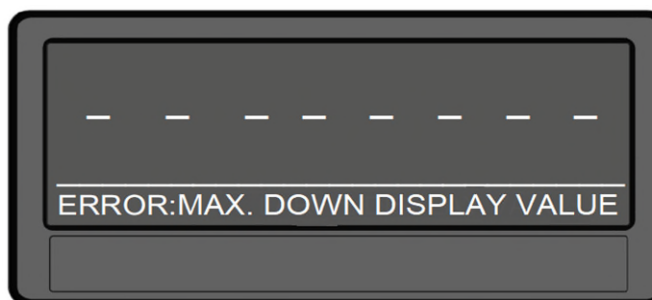 - - - - - - - -
ERROR:MAX. DOWN DISPLAY VALUE